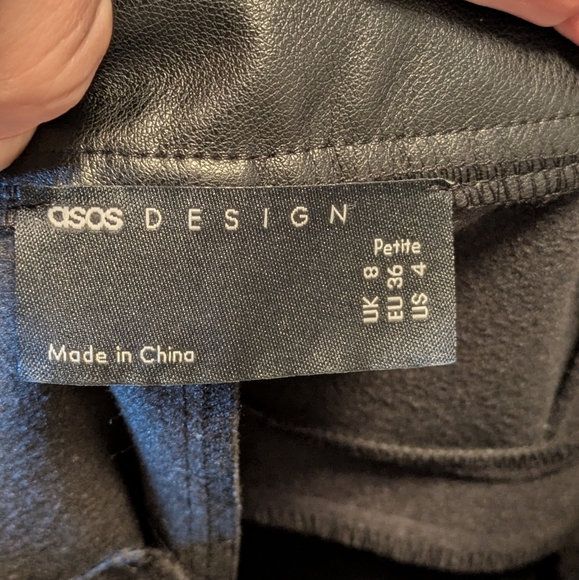 asos DESIGN
Petite
UK 8
EU 36
US 4
Made in China